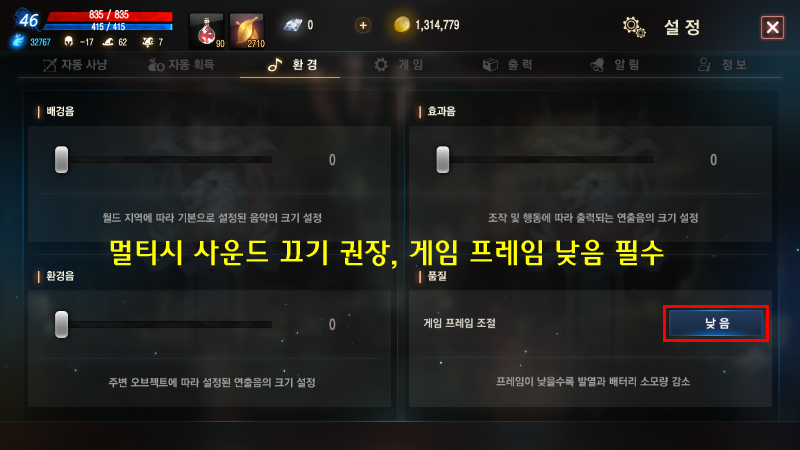 46
835 / 835
415 / 415
32767 -17 62 7
90
2710
0
1,314,779
설정
자동 사냥 자동 획득 환경 게임 출력 알림 정보
배경음
0
월드 지역에 따라 기본으로 설정된 음악의 크기 설정
효과음
0
조작 및 행동에 따라 출력되는 연출음의 크기 설정
멀티시 사운드 끄기 권장, 게임 프레임 낮음 필수
환경음
0
주변 오브젝트에 따라 설정된 연출음의 크기 설정
품질
게임 프레임 조절
낮음
프레임이 낮을수록 발열과 배터리 소모량 감소